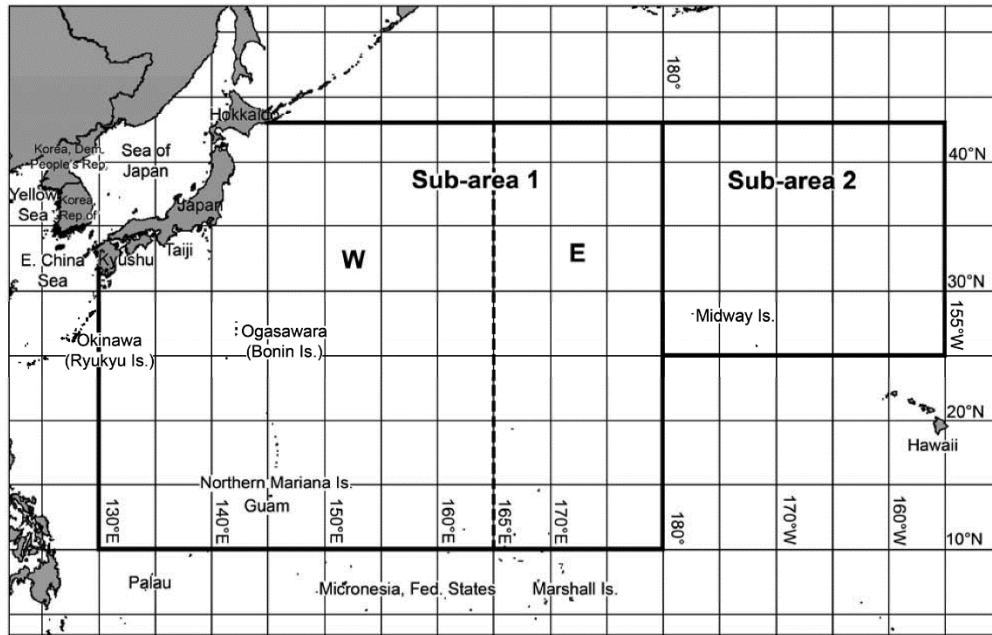 180°
Hokkaido
Korea, Dem.
People's Rep.
Sea of
Japan
40°N
Sub-area 1
Sub-area 2
Yellow
Sea
Korea,
Rep.of
Japan
Taiji
E. China
Sea
Kyushu
W
E
30°N
Midway Is.
155°W
Okinawa
(Ryukyu Is.)
Ogasawara
(Bonin Is.)
20°N
Hawaii
Northern Mariana Is.
Guam
130°E
140°E
150°E
160°E
165°E
170°E
180°
170°W
160°W
10°N
Palau
Micronesia, Fed. States
Marshall Is.